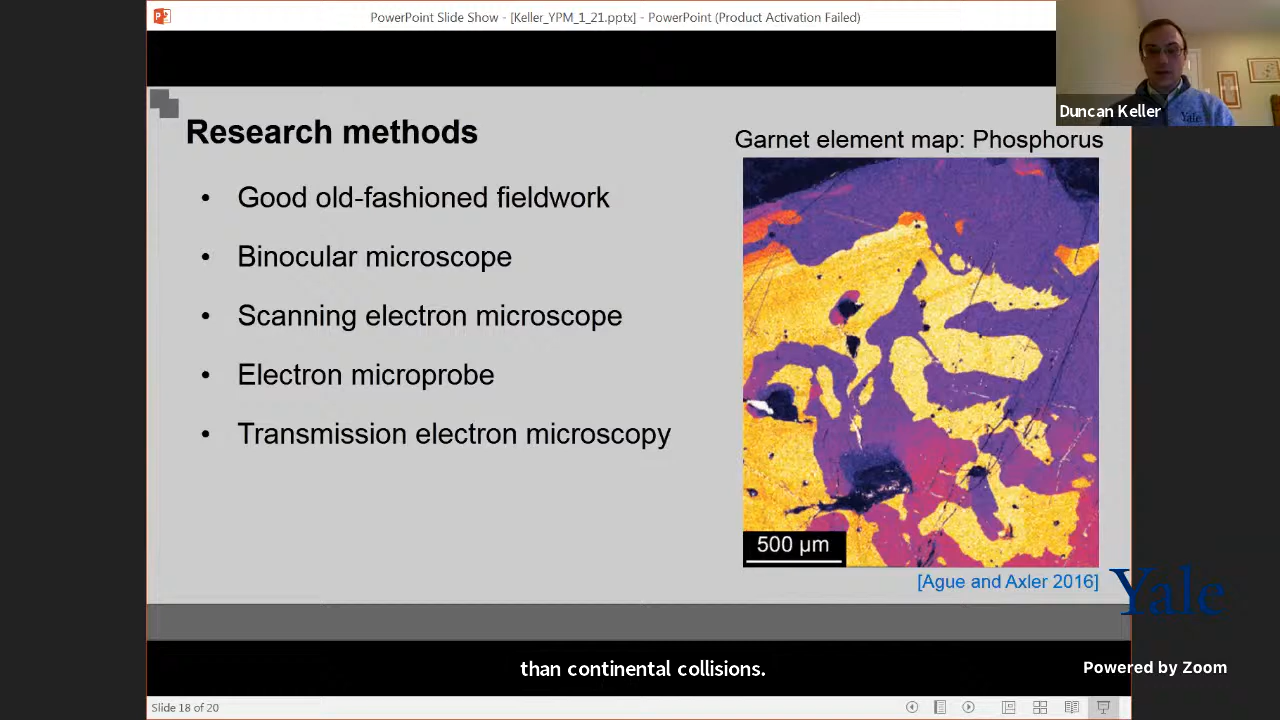 PowerPoint Slide Show - [Keller_YPM_1_21.pptx] - PowerPoint (Product Activation Failed)
Duncan Keller
Yale
Research methods
• Good old-fashioned fieldwork
• Binocular microscope
• Scanning electron microscope
• Electron microprobe
• Transmission electron microscopy
Garnet element map: Phosphorus
500 µm
[Ague and Axler 2016]
Yale
than continental collisions.
Powered by Zoom
Slide 18 of 20